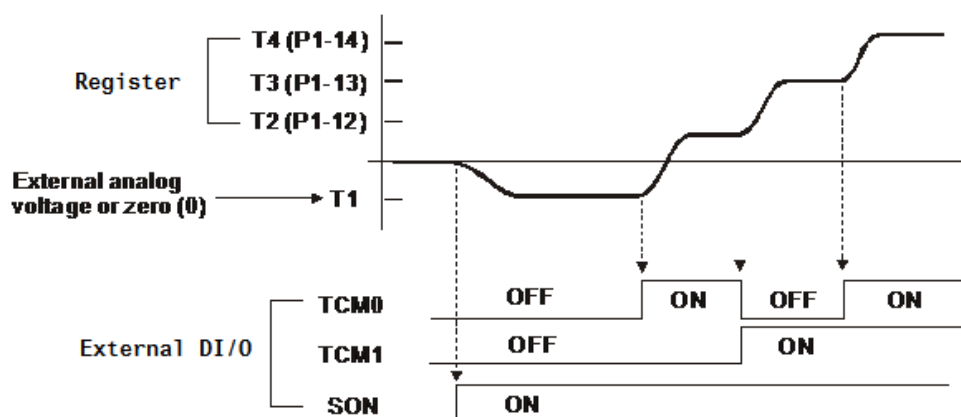 T4 (P1-14)
Register
T3 (P1-13)
T2 (P1-12)
External analog
voltage or zero (0)
T1
TCM0
OFF
ON
OFF
ON
External DI/O
TCM1
OFF
ON
SON
ON